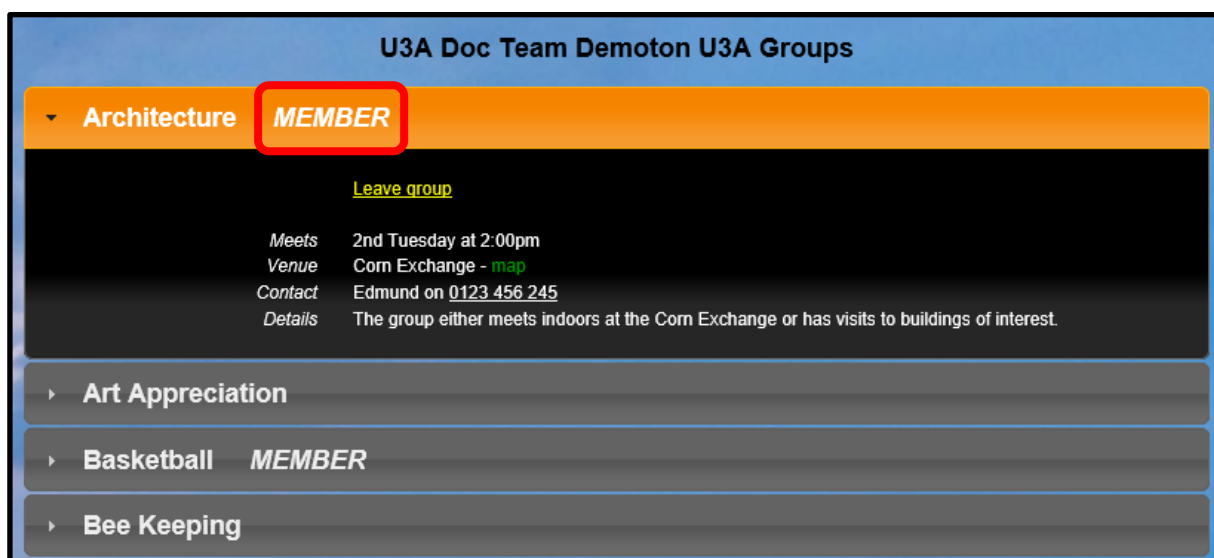 U3A Doc Team Demoton U3A Groups
Architecture MEMBER
Leave group
Meets 2nd Tuesday at 2:00pm
Venue Corn Exchange - map
Contact Edmund on 0123 456 245
Details The group either meets indoors at the Corn Exchange or has visits to buildings of interest.
Art Appreciation
Basketball MEMBER
Bee Keeping